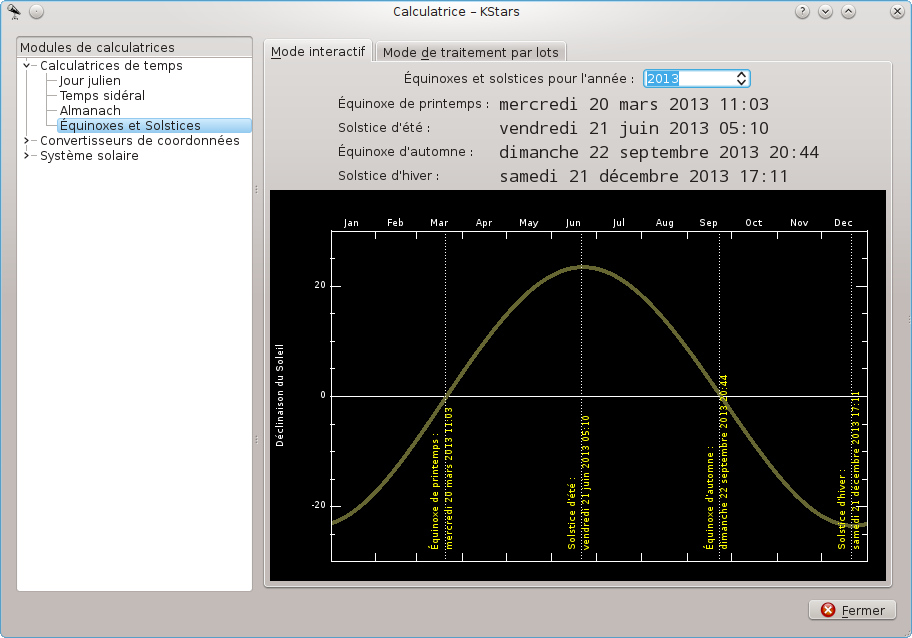 Calculatrice – KStars
Modules de calculatrices
Calculatrices de temps
Jour julien
Temps sidéral
Almanach
Équinoxes et Solstices
Convertisseurs de coordonnées
Système solaire
Mode interactif
Mode de traitement par lots
Équinoxes et solstices pour l'année : 2013
Équinoxe de printemps : mercredi 20 mars 2013 11:03
Solstice d'été : vendredi 21 juin 2013 05:10
Équinoxe d'automne : dimanche 22 septembre 2013 20:44
Solstice d'hiver : samedi 21 décembre 2013 17:11
Jan Feb Mar Apr May Jun Jul Aug Sep Oct Nov Dec
20
0
-20
Déclinaison du Soleil
Équinoxe de printemps :
mercredi 20 mars 2013 11:03
Solstice d'été :
vendredi 21 juin 2013 05:10
Équinoxe d'automne :
dimanche 22 septembre 2013 20:44
Solstice d'hiver :
samedi 21 décembre 2013 17:11
Fermer